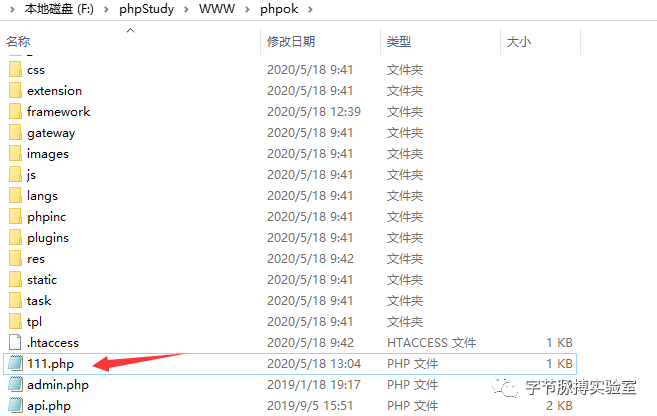 本地磁盘 (F:) › phpStudy › WWW › phpok ›
名称 修改日期 类型 大小
css 2020/5/18 9:41 文件夹
extension 2020/5/18 9:41 文件夹
framework 2020/5/18 12:39 文件夹
gateway 2020/5/18 9:41 文件夹
images 2020/5/18 9:41 文件夹
js 2020/5/18 9:41 文件夹
langs 2020/5/18 9:41 文件夹
phpinc 2020/5/18 9:41 文件夹
plugins 2020/5/18 9:41 文件夹
res 2020/5/18 9:42 文件夹
static 2020/5/18 9:41 文件夹
task 2020/5/18 9:41 文件夹
tpl 2020/5/18 9:41 文件夹
.htaccess 2020/5/18 9:42 HTACCESS 文件 1 KB
111.php 2020/5/18 13:04 PHP 文件 1 KB
admin.php 2019/1/18 19:17 PHP 文件
字节脉搏实验室
api.php 2019/9/5 15:51 PHP 文件 2 KB